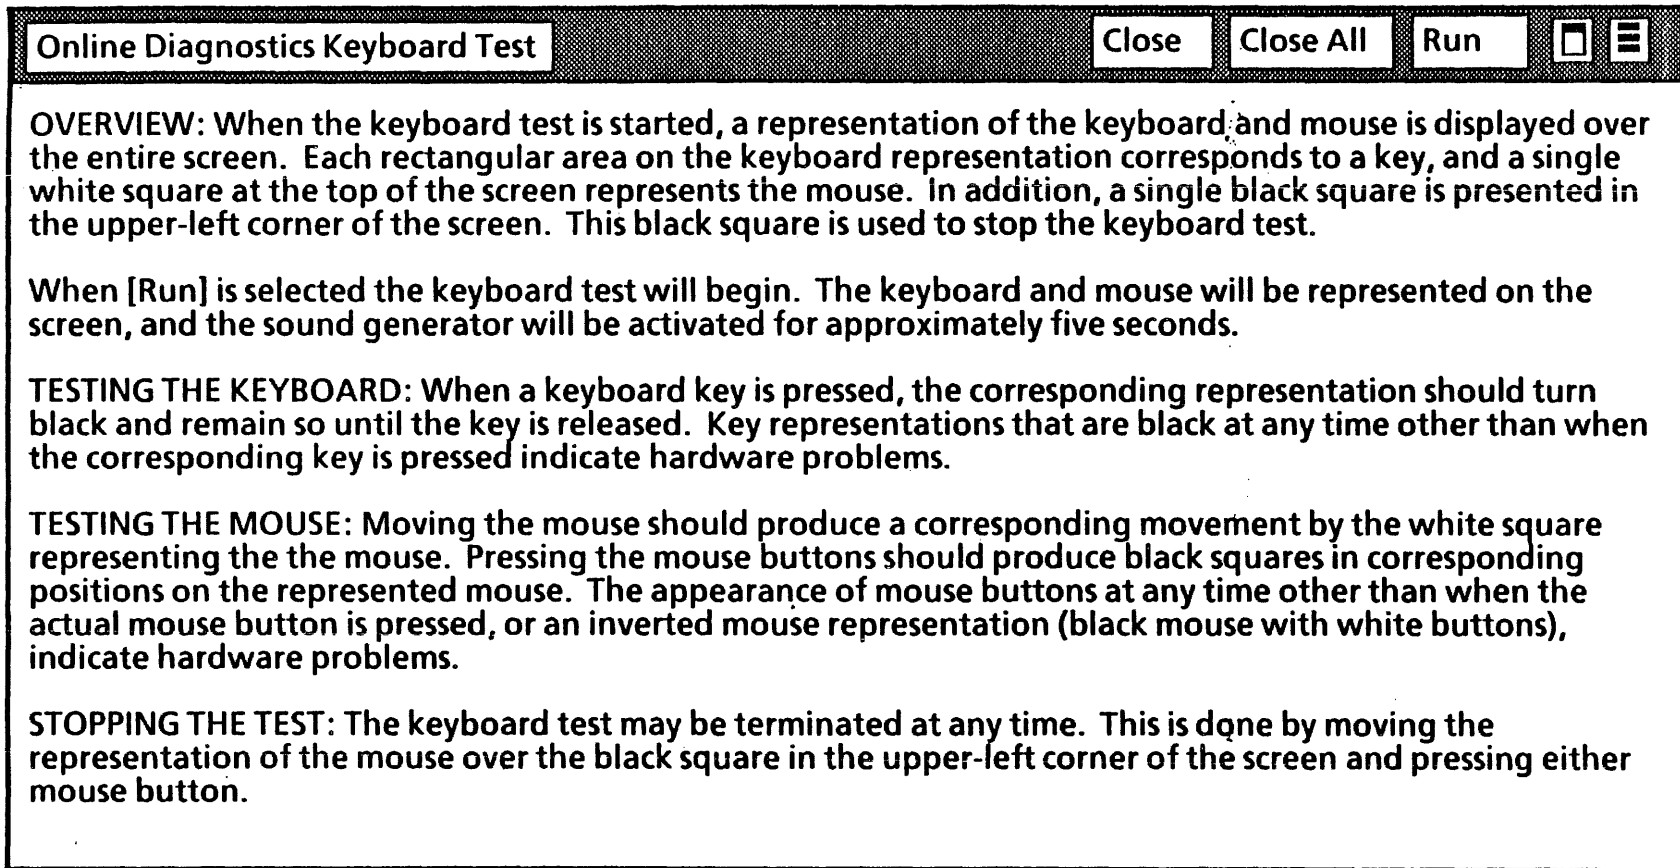 Online Diagnostics Keyboard Test Close Close All Run
OVERVIEW: When the keyboard test is started, a representation of the keyboard and mouse is displayed over
the entire screen. Each rectangular area on the keyboard representation corresponds to a key, and a single
white square at the top of the screen represents the mouse. In addition, a single black square is presented in
the upper-left corner of the screen. This black square is used to stop the keyboard test.
When [Run] is selected the keyboard test will begin. The keyboard and mouse will be represented on the
screen, and the sound generator will be activated for approximately five seconds.
TESTING THE KEYBOARD: When a keyboard key is pressed, the corresponding representation should turn
black and remain so until the key is released. Key representations that are black at any time other than when
the corresponding key is pressed indicate hardware problems.
TESTING THE MOUSE: Moving the mouse should produce a corresponding movement by the white square
representing the the mouse. Pressing the mouse buttons should produce black squares in corresponding
positions on the represented mouse. The appearance of mouse buttons at any time other than when the
actual mouse button is pressed, or an inverted mouse representation (black mouse with white buttons),
indicate hardware problems.
STOPPING THE TEST: The keyboard test may be terminated at any time. This is done by moving the
representation of the mouse over the black square in the upper-left corner of the screen and pressing either
mouse button.